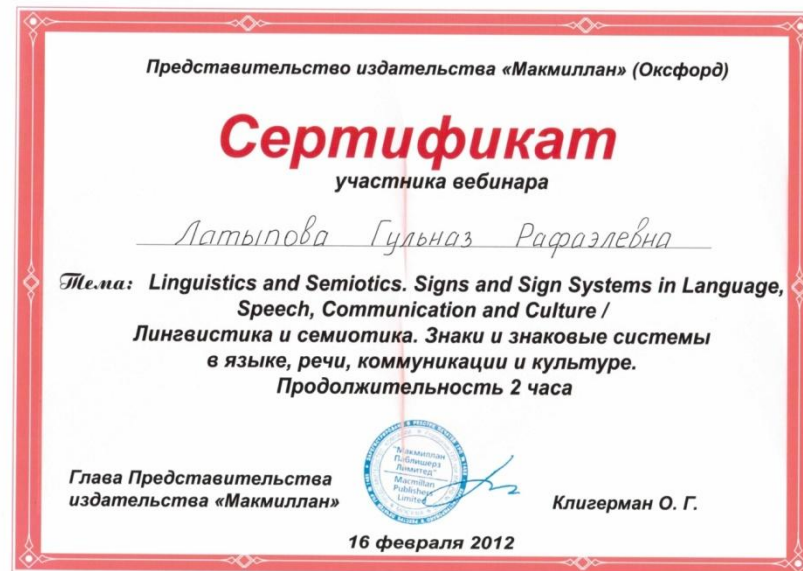 Представительство издательства «Макмиллан» (Оксфорд)
Сертификат
участника вебинара
Латыпова Гульназ Рафаэлевна
Тема: Linguistics and Semiotics. Signs and Sign Systems in Language,
Speech, Communication and Culture /
Лингвистика и семиотика. Знаки и знаковые системы
в языке, речи, коммуникации и культуре.
Продолжительность 2 часа
"Макмиллан
Паблишерз
Лимитед"
Macmillan
Publishers
Limited
Глава Представительства
издательства «Макмиллан»
Клигерман О. Г.
16 февраля 2012